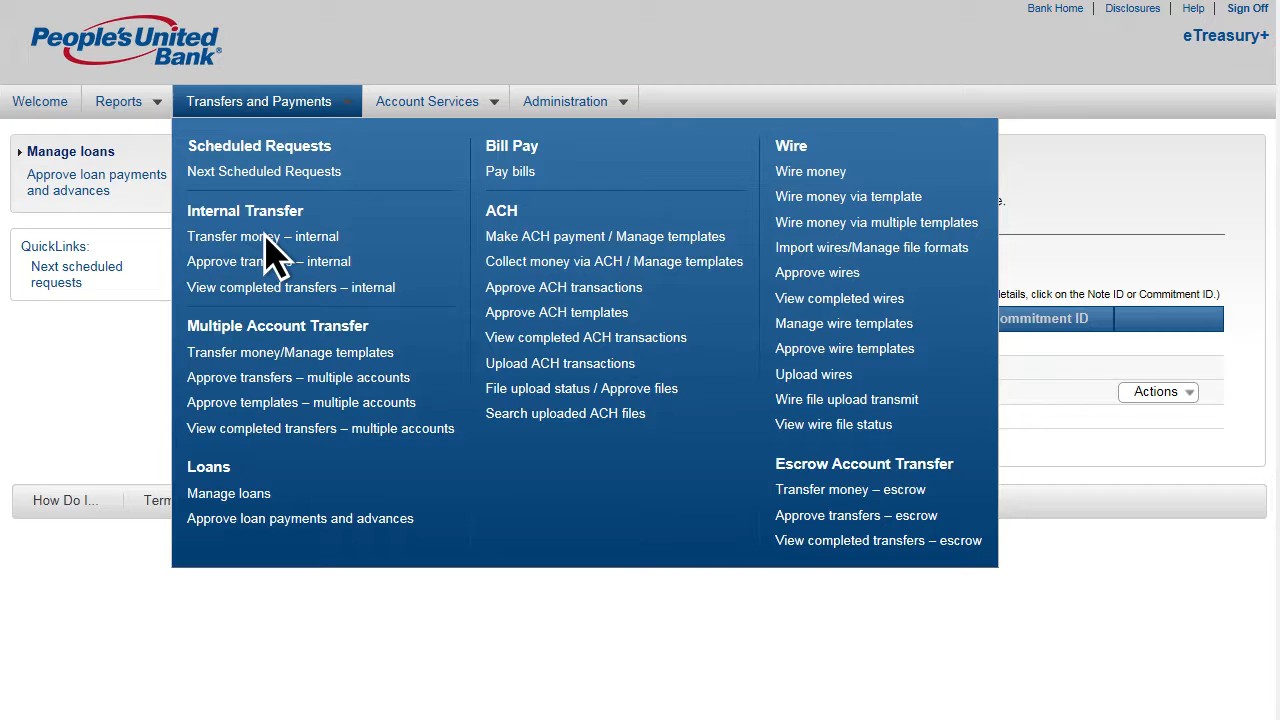 Bank Home
Disclosures
Help
Sign Off
People's United Bank®
eTreasury+
Welcome
Reports
Transfers and Payments
Account Services
Administration
Manage loans
Approve loan payments
and advances
QuickLinks:
Next scheduled
requests
Scheduled Requests
Next Scheduled Requests
Internal Transfer
Transfer money – internal
Approve – internal
View completed transfers – internal
Multiple Account Transfer
Transfer money/Manage templates
Approve transfers – multiple accounts
Approve templates – multiple accounts
View completed transfers – multiple accounts
Loans
Manage loans
Approve loan payments and advances
Bill Pay
Pay bills
ACH
Make ACH payment / Manage templates
Collect money via ACH / Manage templates
Approve ACH transactions
Approve ACH templates
View completed ACH transactions
Upload ACH transactions
File upload status / Approve files
Search uploaded ACH files
Wire
Wire money
Wire money via template
Wire money via multiple templates
Import wires/Manage file formats
Approve wires
View completed wires
Manage wire templates
Approve wire templates
Upload wires
Wire file upload transmit
View wire file status
Escrow Account Transfer
Transfer money – escrow
Approve transfers – escrow
View completed transfers – escrow
details, click on the Note ID or Commitment ID.)
ommitment ID
Actions
How Do I...
Term